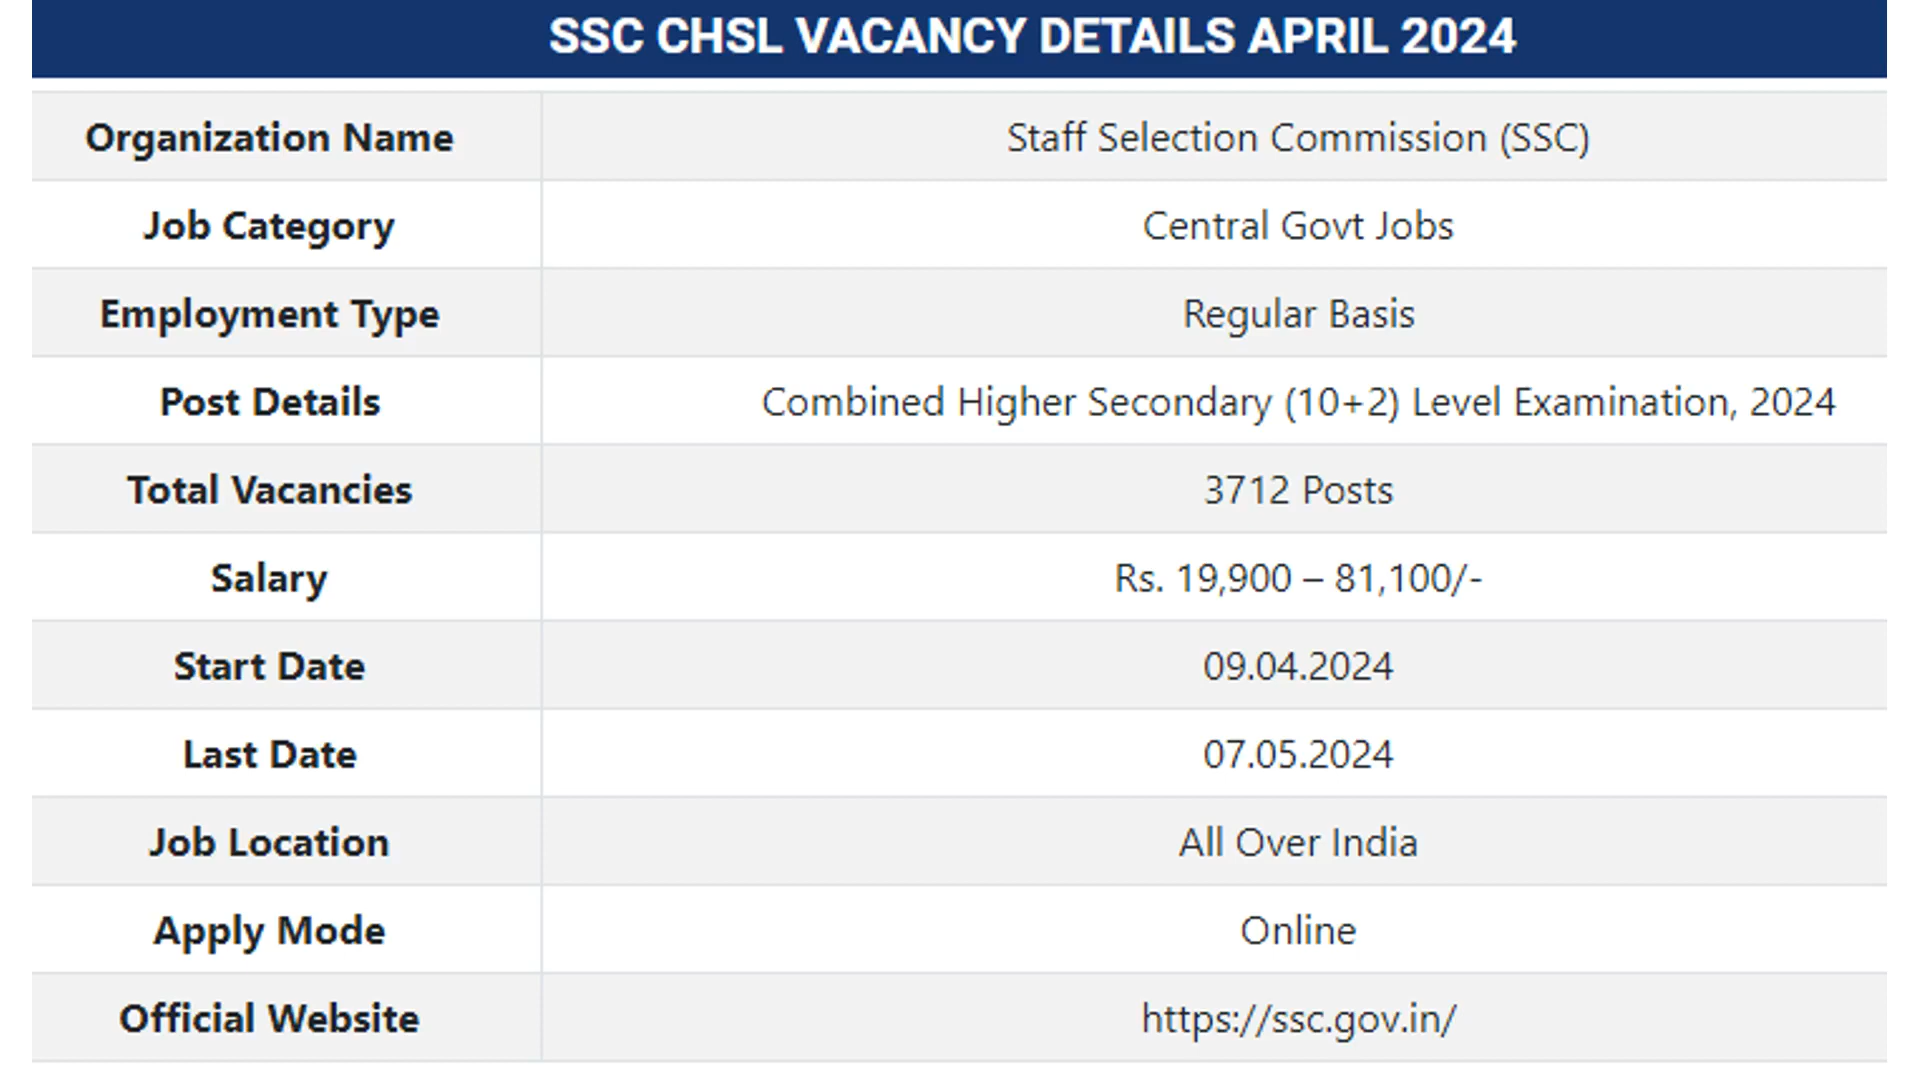 SSC CHSL VACANCY DETAILS APRIL 2024
Organization Name Staff Selection Commission (SSC)
Job Category Central Govt Jobs
Employment Type Regular Basis
Post Details Combined Higher Secondary (10+2) Level Examination, 2024
Total Vacancies 3712 Posts
Salary Rs. 19,900 – 81,100/-
Start Date 09.04.2024
Last Date 07.05.2024
Job Location All Over India
Apply Mode Online
Official Website https://ssc.gov.in/